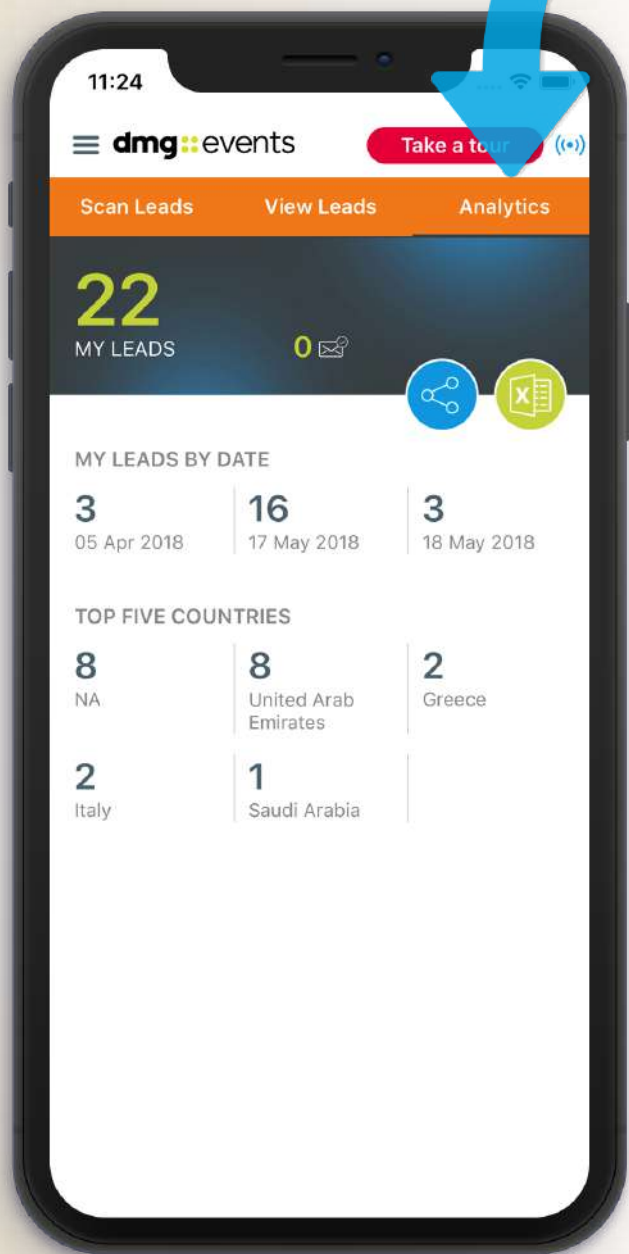 11:24
dmg::events
Take a tour
Scan Leads View Leads Analytics
22
MY LEADS
0
MY LEADS BY DATE
3 16 3
05 Apr 2018 17 May 2018 18 May 2018
TOP FIVE COUNTRIES
8 8 2
NA United Arab Greece
Emirates
2 1
Italy Saudi Arabia